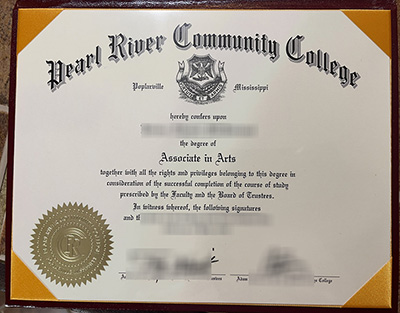 Pearl River Community College
Poplarville Mississippi
hereby confers upon
the degree of
Associate in Arts
together with all the rights and privileges belonging to this degree in
consideration of the successful completion of the course of study
prescribed by the Faculty and the Board of Trustees.
In witness whereof, the following signatures
and
College